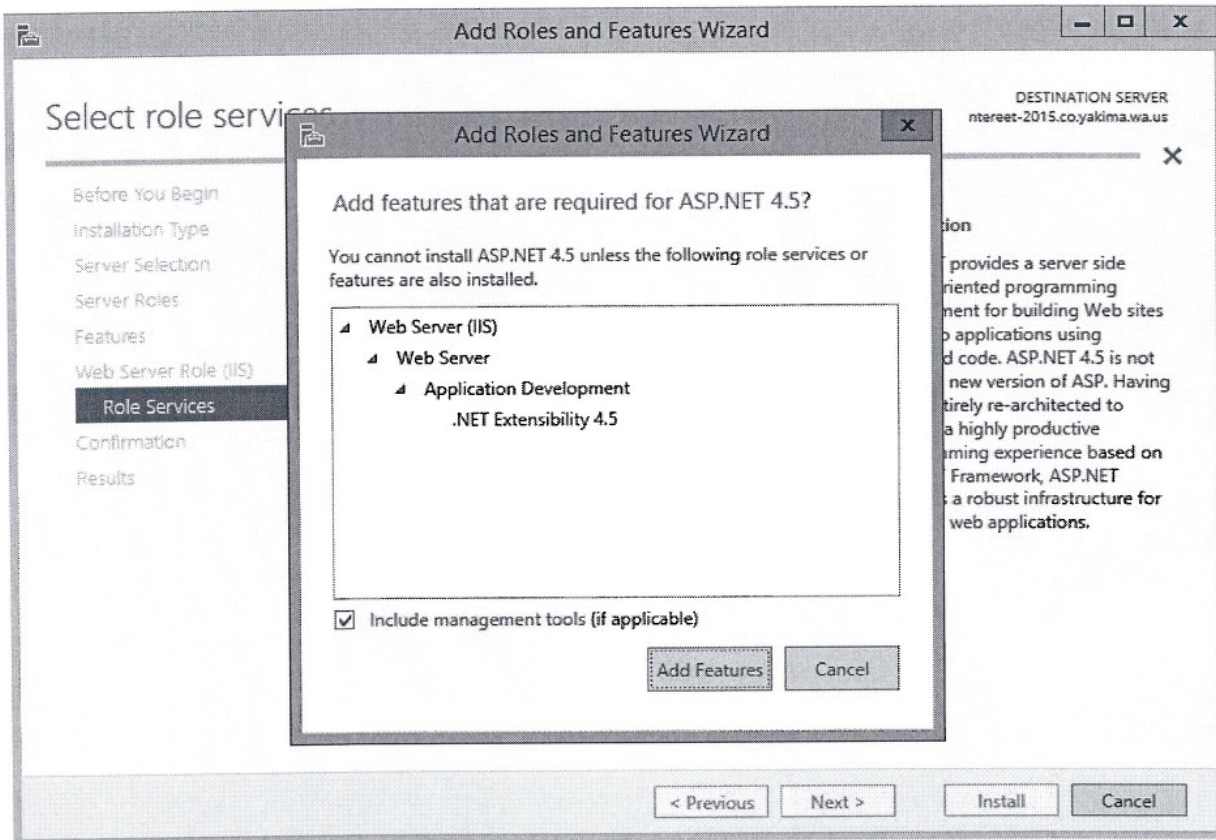 Add Roles and Features Wizard
Select role services
DESTINATION SERVER
ntereet-2015.co.yakima.wa.us
Before You Begin
Installation Type
Server Selection
Server Roles
Features
Web Server Role (IIS)
Role Services
Confirmation
Results
Add Roles and Features Wizard
Add features that are required for ASP.NET 4.5?
You cannot install ASP.NET 4.5 unless the following role services or
features are also installed.
Web Server (IIS)
Web Server
Application Development
.NET Extensibility 4.5
Include management tools (if applicable)
Add Features
Cancel
tion
provides a server side
riented programming
ment for building Web sites
applications using
d code. ASP.NET 4.5 is not
new version of ASP. Having
tirely re-architected to
a highly productive
ming experience based on
Framework, ASP.NET
a robust infrastructure for
web applications.
< Previous
Next >
Install
Cancel